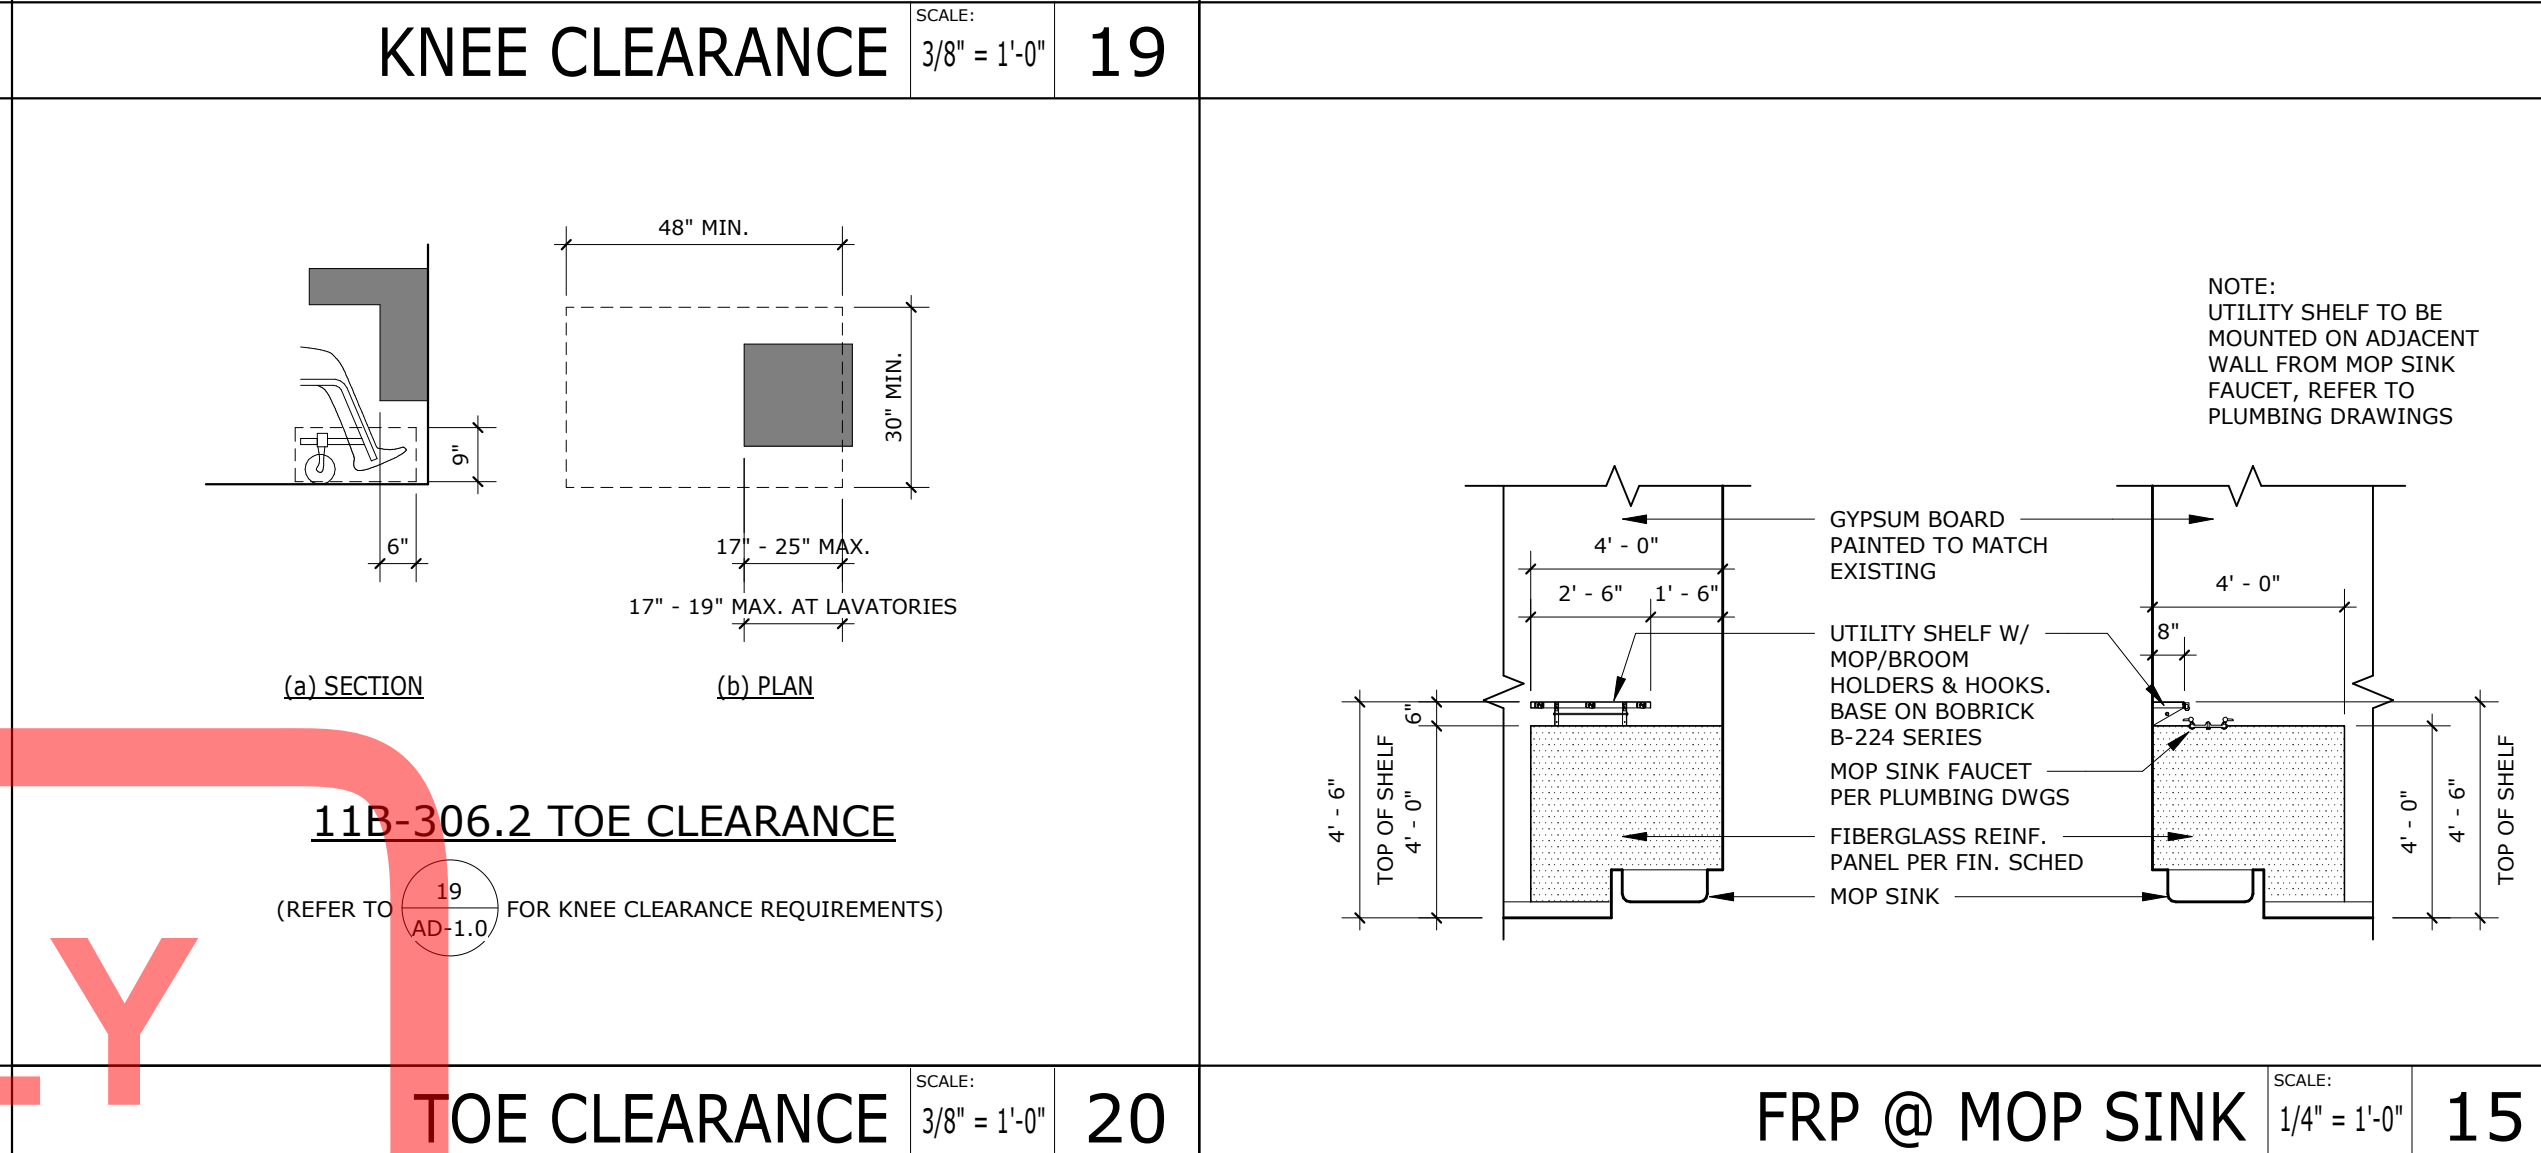 KNEE CLEARANCE
SCALE:
3/8" = 1'-0"
19
48" MIN.
30" MIN.
9"
6"
17" - 25" MAX.
17" - 19" MAX. AT LAVATORIES
(a) SECTION
(b) PLAN
11B-306.2 TOE CLEARANCE
(REFER TO
19
AD-1.0
FOR KNEE CLEARANCE REQUIREMENTS)
LY
TOE CLEARANCE
SCALE:
3/8" = 1'-0"
20
NOTE:
UTILITY SHELF TO BE
MOUNTED ON ADJACENT
WALL FROM MOP SINK
FAUCET, REFER TO
PLUMBING DRAWINGS
GYPSUM BOARD
PAINTED TO MATCH
EXISTING
UTILITY SHELF W/
MOP/BROOM
HOLDERS & HOOKS.
BASE ON BOBRICK
B-224 SERIES
MOP SINK FAUCET
PER PLUMBING DWGS
FIBERGLASS REINF.
PANEL PER FIN. SCHED
MOP SINK
4' - 0"
2' - 6"
1' - 6"
6"
4' - 6"
TOP OF SHELF
4' - 0"
4' - 0"
8"
4' - 0"
4' - 6"
TOP OF SHELF
FRP @ MOP SINK
SCALE:
1/4" = 1'-0"
15